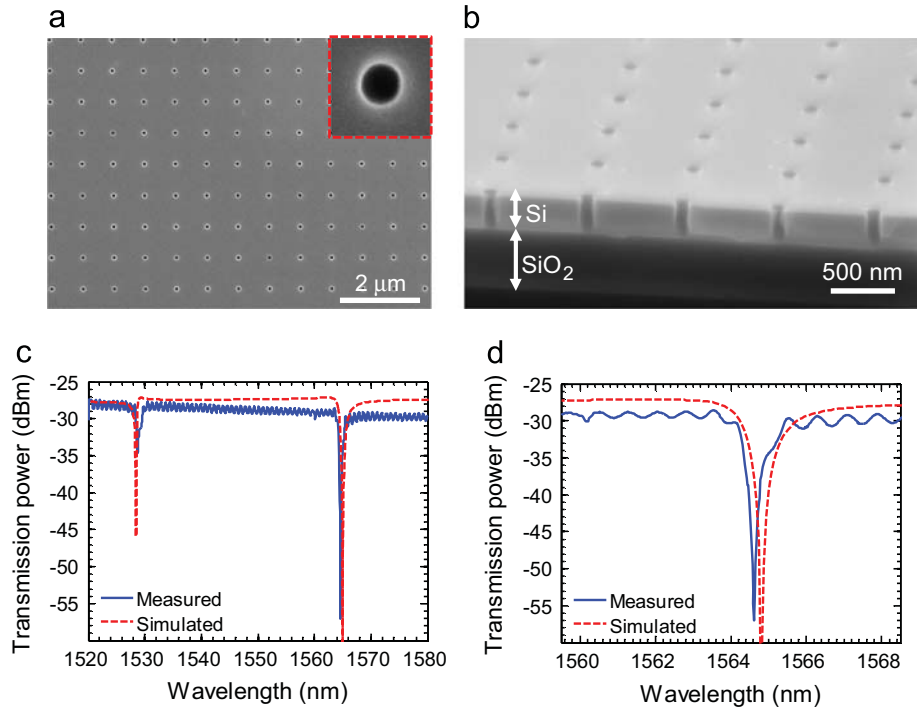 a
b
2 μm
Si
SiO2
500 nm
c
d
Transmission power (dBm)
-25
-30
-35
-40
-45
-50
-55
Measured
Simulated
1520 1530 1540 1550 1560 1570 1580
Wavelength (nm)
Transmission power (dBm)
-25
-30
-35
-40
-45
-50
-55
Measured
Simulated
1560 1562 1564 1566 1568
Wavelength (nm)